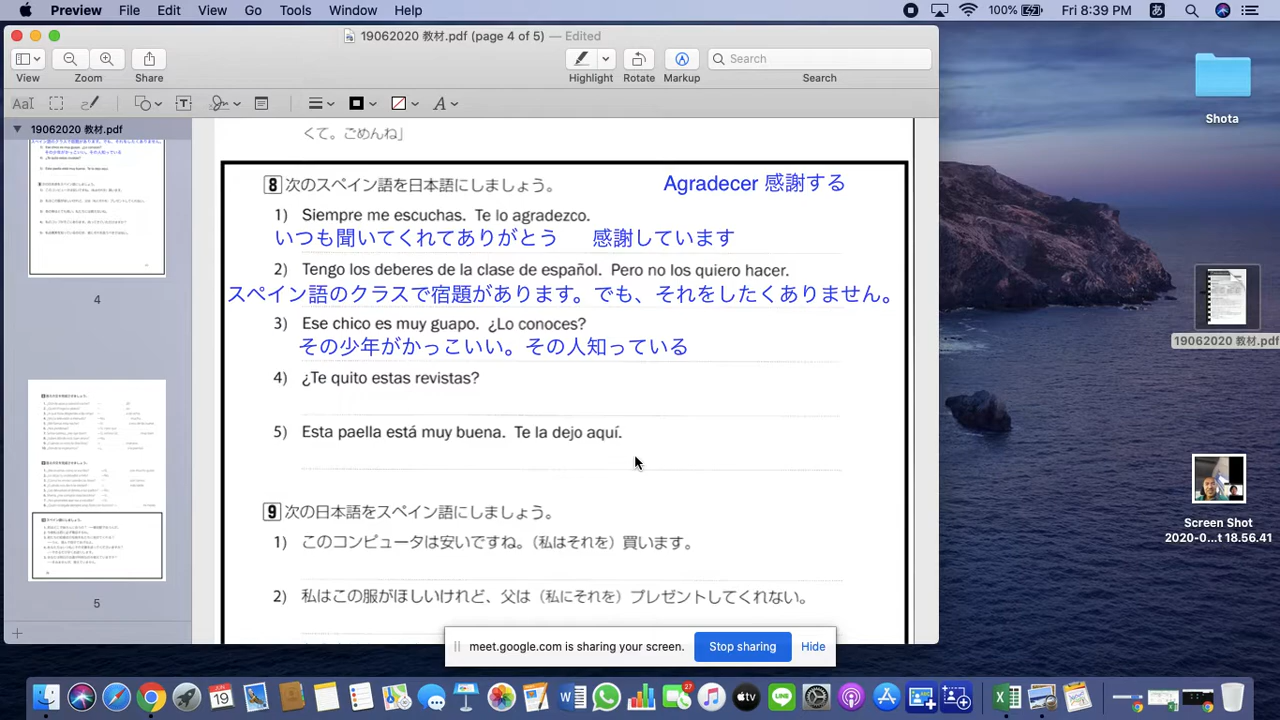 Preview File Edit View Go Tools Window Help 100% Fri 8:39 PM あ
19062020 教材.pdf (page 4 of 5) — Edited
View Zoom Share Highlight Rotate Markup Search
Search
19062020 教材.pdf
4
5
くて。ごめんね」
8 次のスペイン語を日本語にしましょう。 Agradecer 感謝する
1) Siempre me escuchas. Te lo agradezco.
いつも聞いてくれてありがとう 感謝しています
2) Tengo los deberes de la clase de español. Pero no los quiero hacer.
スペイン語のクラスで宿題があります。でも、それをしたくありません。
3) Ese chico es muy guapo. ¿Lo conoces?
その少年がかっこいい。その人知っている
4) ¿Te quito estas revistas?
5) Esta paella está muy buena. Te la dejo aquí.
9 次の日本語をスペイン語にしましょう。
1) このコンピュータは安いですね。（私はそれを）買います。
2) 私はこの服がほしいけれど、父は（私にそれを）プレゼントしてくれない。
meet.google.com is sharing your screen. Stop sharing Hide
Shota
19062020 教材.pdf
Screen Shot
2020-0...t 18.56.41
JUN
19
27
tv